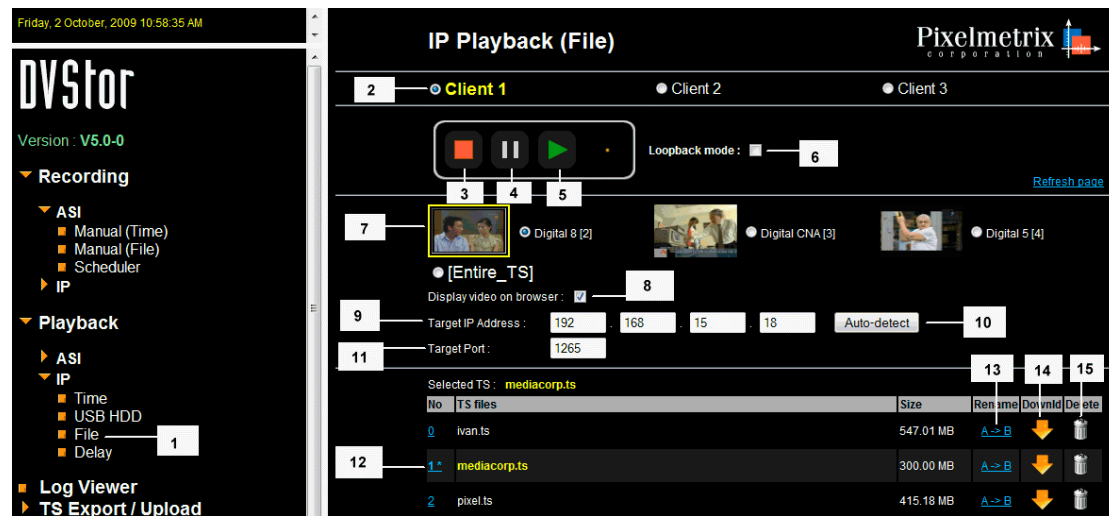 Friday, 2 October, 2009 10:58:35 AM
DVStor
Version : V5.0-0
Recording
ASI
Manual (Time)
Manual (File)
Scheduler
IP
Playback
ASI
IP
Time
USB HDD
File
1
Delay
Log Viewer
TS Export / Upload
IP Playback (File)
Pixelmetrix
corporation
2
Client 1
Client 2
Client 3
Loopback mode :
6
3
4
5
Refresh page
7
Digital 8 [2]
Digital CNA [3]
Digital 5 [4]
[Entire_TS]
Display video on browser :
8
9
Target IP Address : 192 . 168 . 15 . 18 Auto-detect
10
11
Target Port : 1265
13
14
15
Selected TS : mediacorp.ts
No TS files Size Rename Downld Delete
0 ivan.ts 547.01 MB A -> B
12
1 * mediacorp.ts 300.00 MB A -> B
2 pixel.ts 415.18 MB A -> B